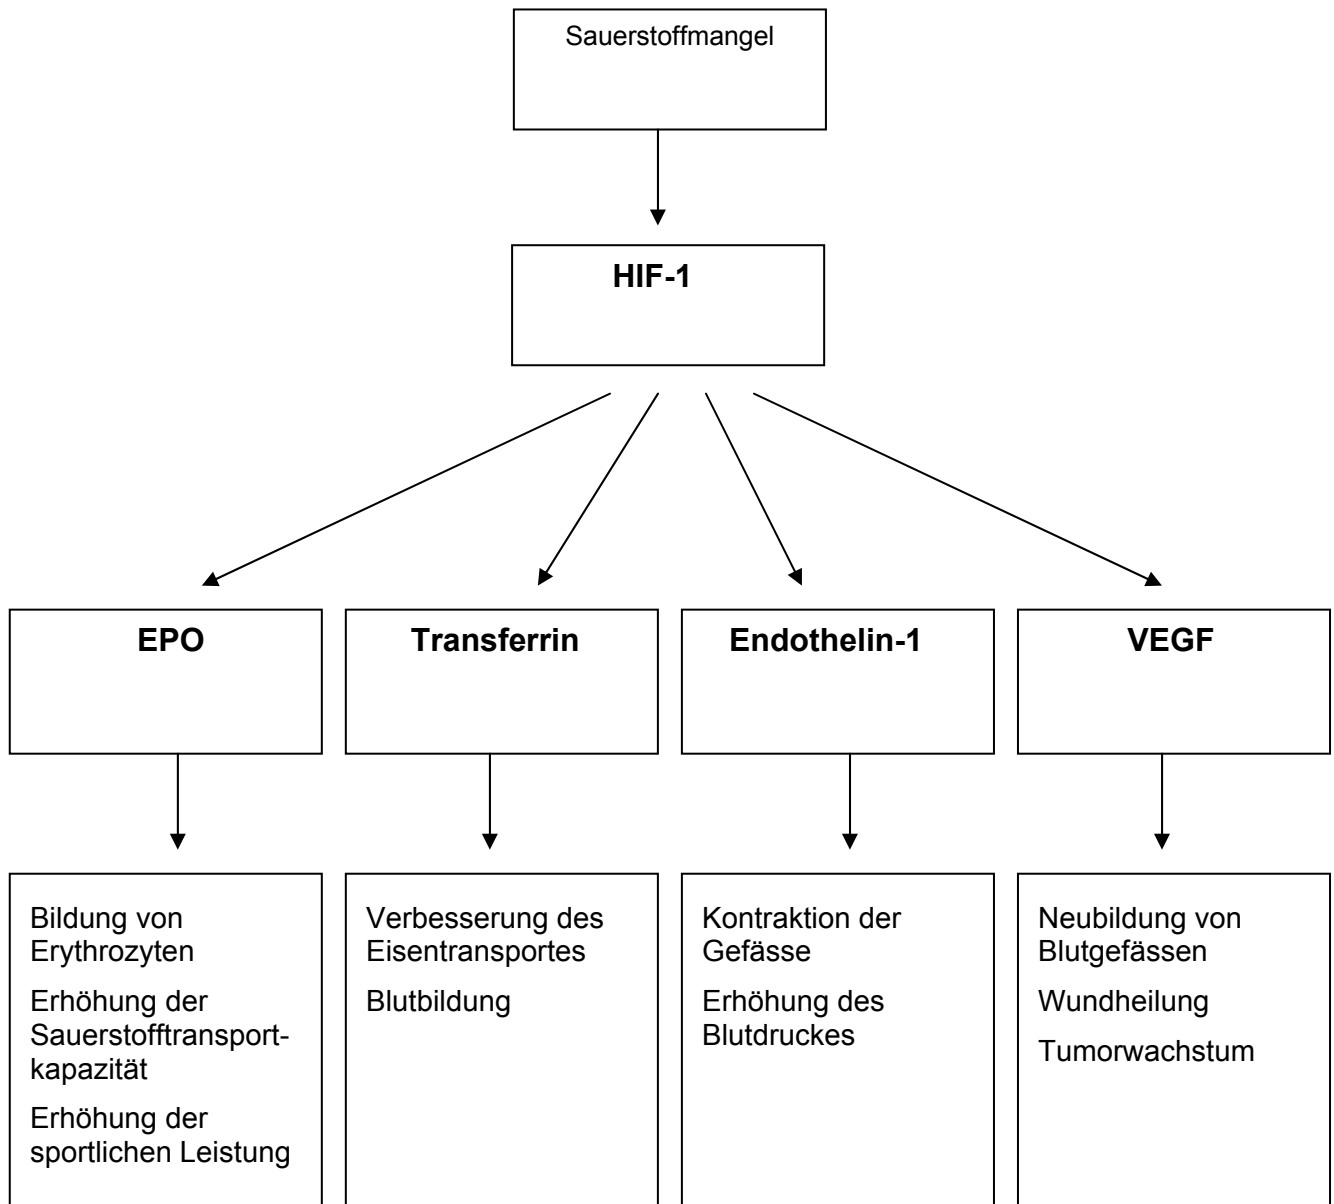 Sauerstoffmangel
HIF-1
EPO
Transferrin
Endothelin-1
VEGF
Bildung von
Erythrozyten
Erhöhung der
Sauerstofftransport-
kapazität
Erhöhung der
sportlichen Leistung
Verbesserung des
Eisentransportes
Blutbildung
Kontraktion der
Gefässe
Erhöhung des
Blutdruckes
Neubildung von
Blutgefässen
Wundheilung
Tumorwachstum